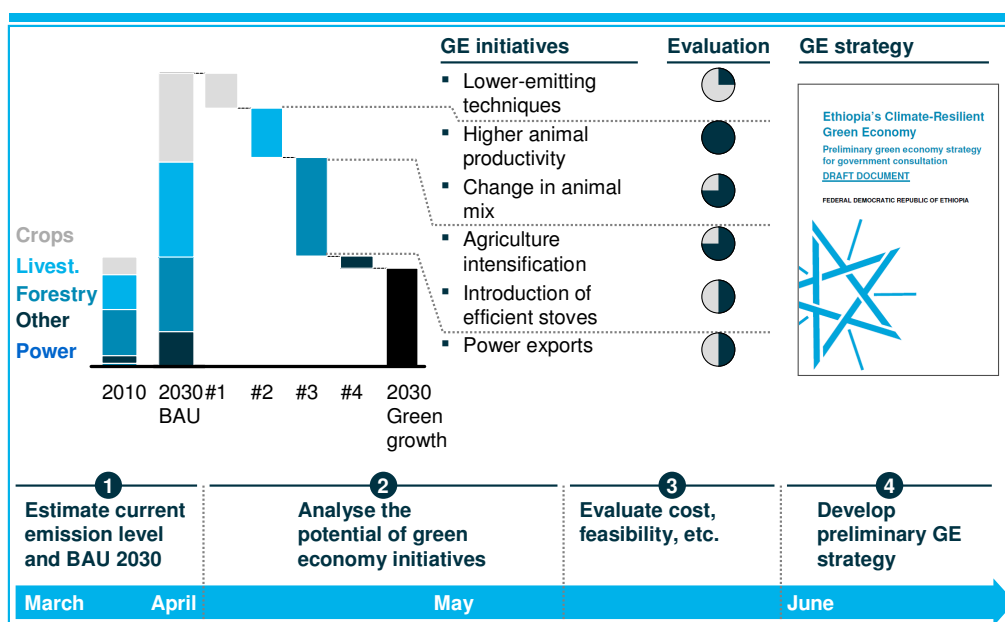 GE initiatives
Evaluation
GE strategy
▪ Lower-emitting
techniques
▪ Higher animal
productivity
▪ Change in animal
mix
▪ Agriculture
intensification
▪ Introduction of
efficient stoves
▪ Power exports
Ethiopia's Climate-Resilient
Green Economy
Preliminary green economy strategy
for government consultation
DRAFT DOCUMENT
FEDERAL DEMOCRATIC REPUBLIC OF ETHIOPIA
Crops
Livest.
Forestry
Other
Power
2010
2030
BAU
#1
#2
#3
#4
2030
Green
growth
1
Estimate current
emission level
and BAU 2030
2
Analyse the
potential of green
economy initiatives
3
Evaluate cost,
feasibility, etc.
4
Develop
preliminary GE
strategy
March
April
May
June